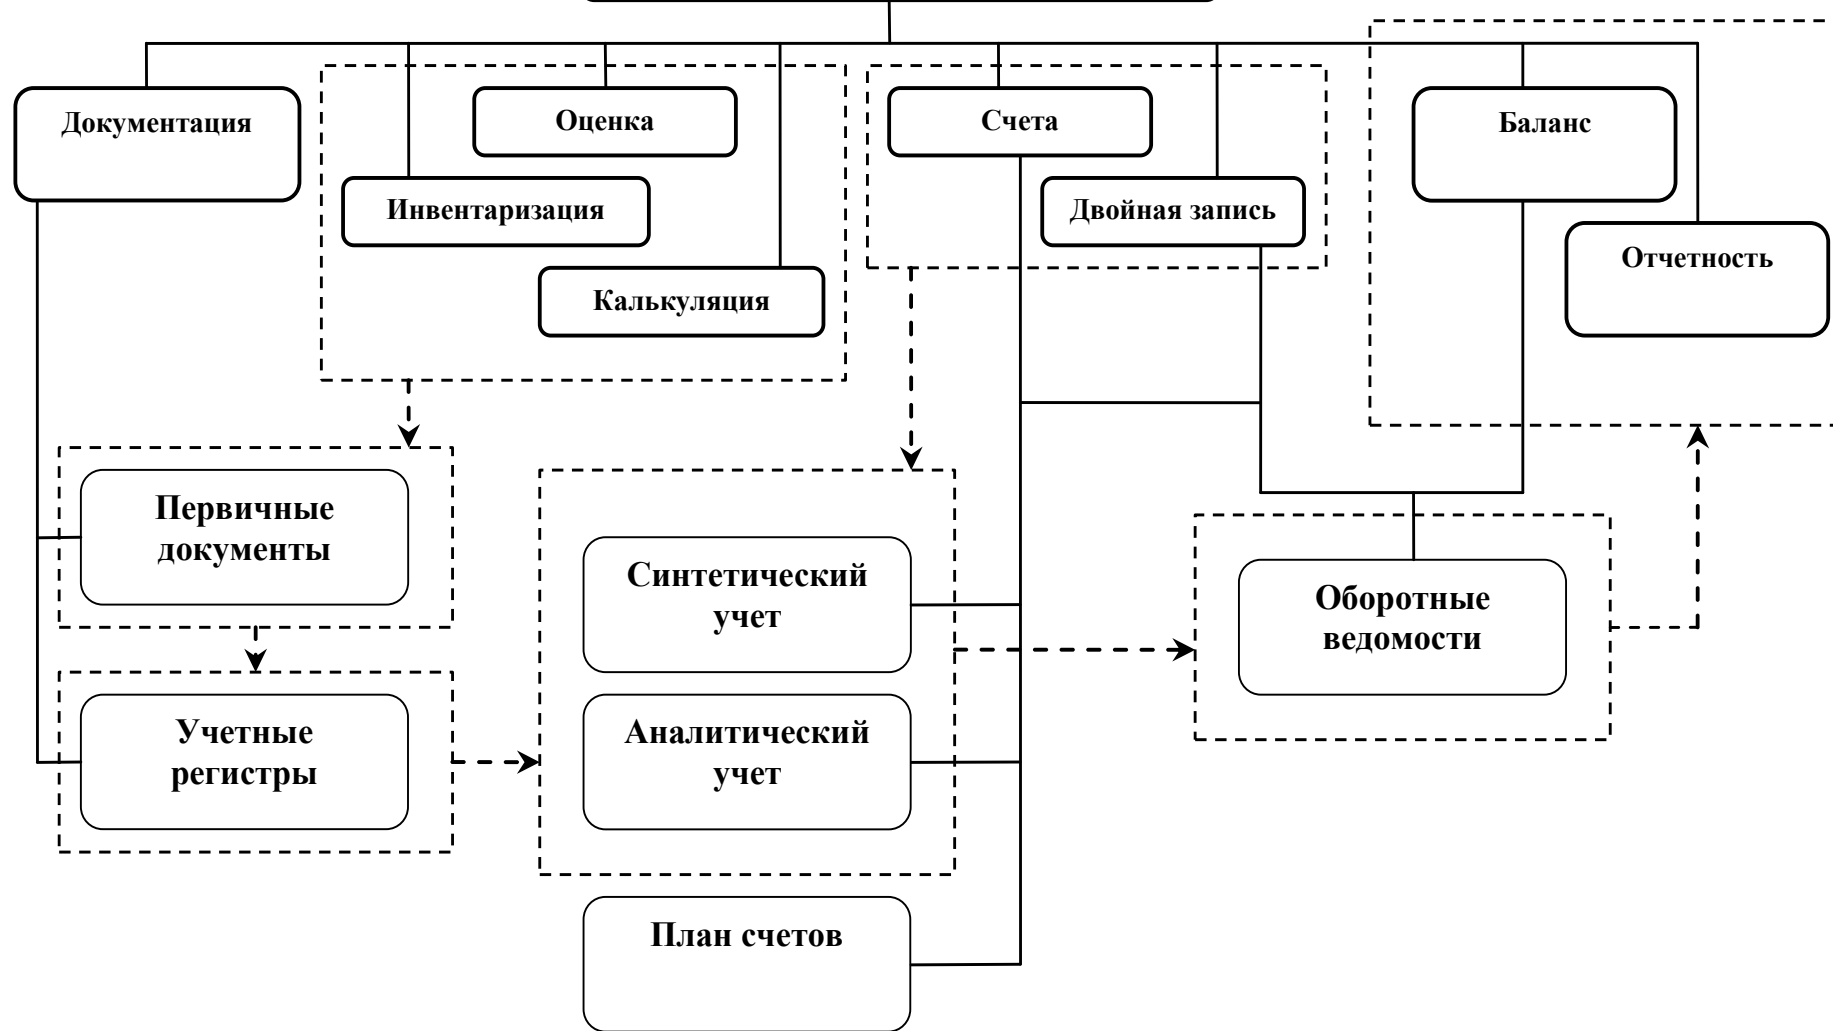 Документация
Оценка
Счета
Баланс
Инвентаризация
Двойная запись
Отчетность
Калькуляция
Первичные
документы
Синтетический
учет
Оборотные
ведомости
Учетные
регистры
Аналитический
учет
План счетов